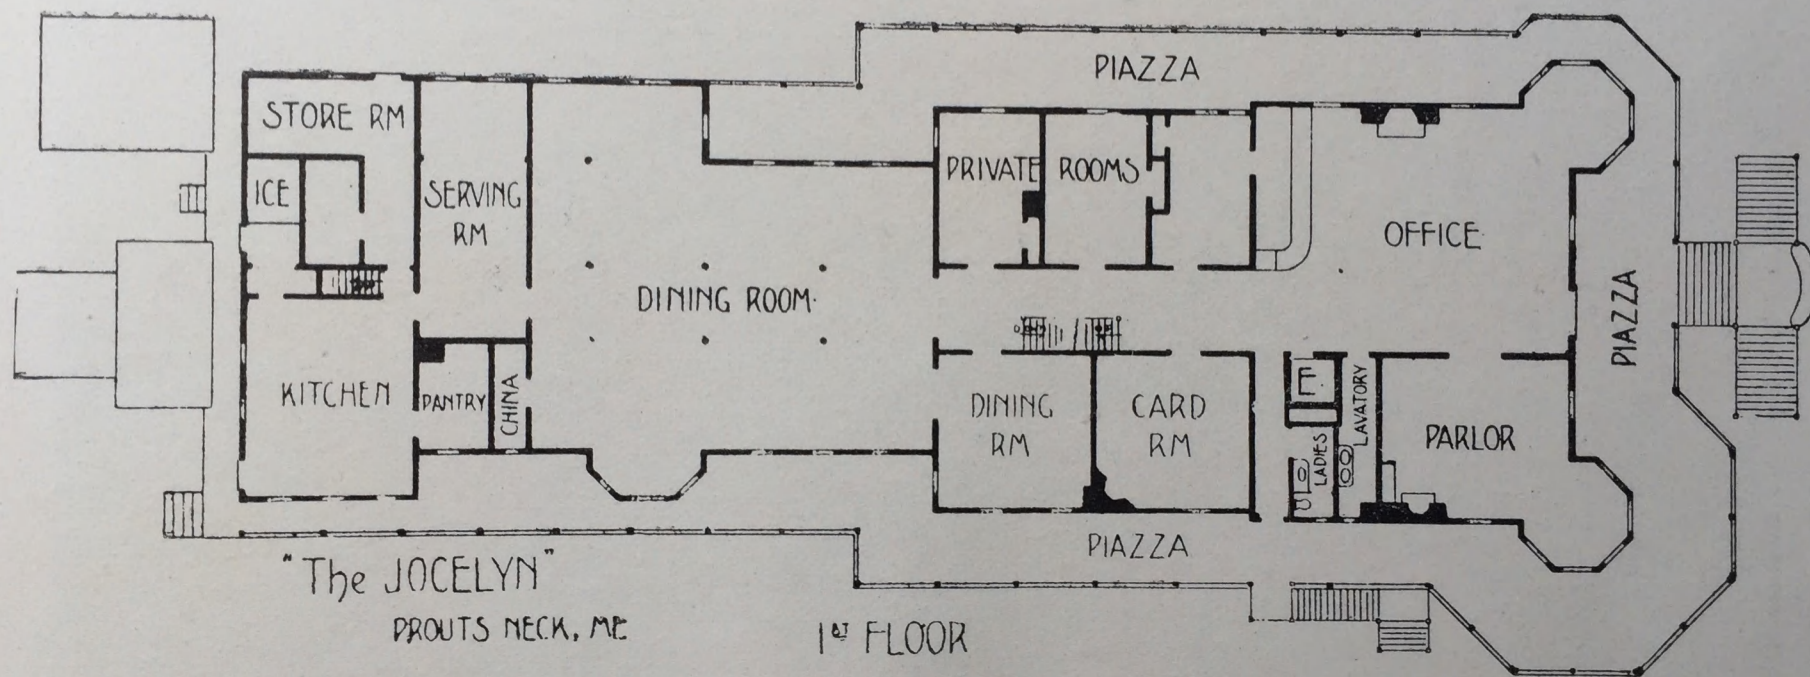 PIAZZA
STORE RM
ICE
SERVING
RM
PRIVATE
ROOMS
OFFICE
DINING ROOM
PIAZZA
KITCHEN
PANTRY
CHINA
DINING
RM
CARD
RM
E
LADIES
LAVATORY
PARLOR
PIAZZA
"The JOCELYN"
PROUTS NECK, ME
1ST FLOOR